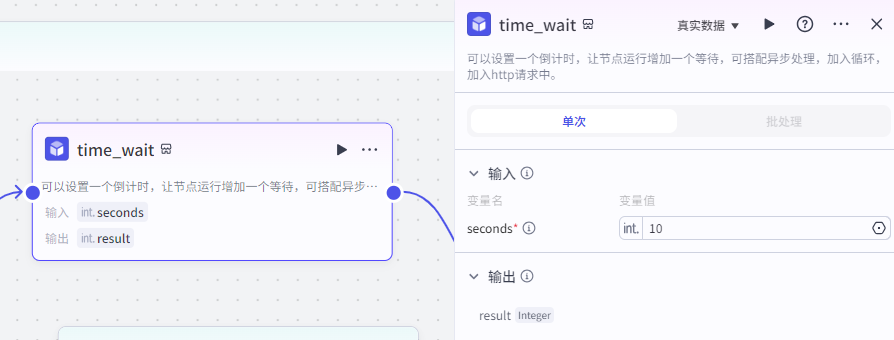 time_wait
可以设置一个倒计时，让节点运行增加一个等待，可搭配异步…
输入 int. seconds
输出 int. result
time_wait 真实数据
可以设置一个倒计时，让节点运行增加一个等待，可搭配异步处理，加入循环，
加入http请求中。
单次 批处理
输入
变量名 变量值
seconds* int. 10
输出
result Integer